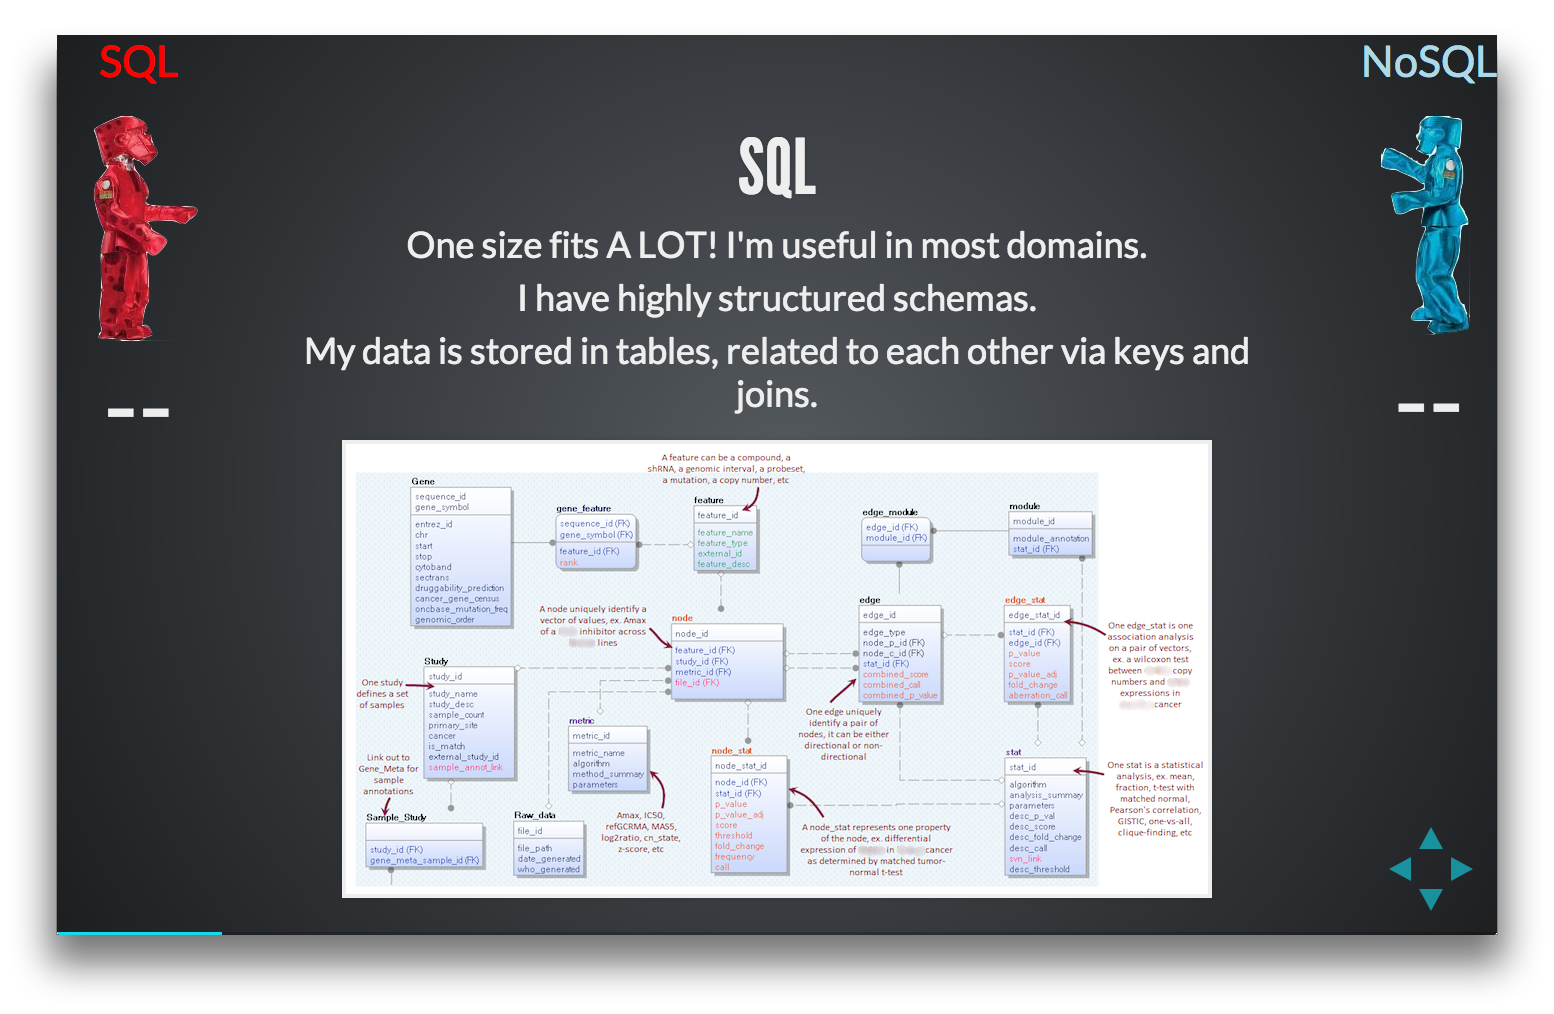 SQL
NoSQL
SQL
One size fits A LOT! I'm useful in most domains.
I have highly structured schemas.
My data is stored in tables, related to each other via keys and
joins.
--
--
A feature can be a compound, a
shRNA, a genomic interval, a probeset,
a mutation, a copy number, etc
Gene
sequence_id
gene_symbol
entrez_id
chr
start
stop
cytoband
sectrans
druggability_prediction
cancer_gene_census
oncbase_mutation_freq
genomic_order
gene_feature
sequence_id (FK)
gene_symbol (FK)
feature_id (FK)
rank
feature
feature_id
feature_name
feature_type
external_id
feature_desc
edge_module
edge_id (FK)
module_id (FK)
module
module_id
module_annotation
stat_id (FK)
A node uniquely identify a
vector of values, ex. Amax
of a inhibitor across
lines
node
node_id
feature_id (FK)
study_id (FK)
metric_id (FK)
file_id (FK)
edge
edge_id
edge_type
node_p_id (FK)
node_c_id (FK)
stat_id (FK)
combined_score
combined_call
combined_p_value
edge_stat
edge_stat_id
stat_id (FK)
edge_id (FK)
p_value
score
p_value_adj
fold_change
aberration_call
One edge_stat is one
association analysis
on a pair of vectors,
ex. a wilcoxon test
between copy
numbers and
expressions in
cancer
One study
defines a set
of samples
Study
study_id
study_name
study_desc
sample_count
primary_site
cancer
is_match
external_study_id
sample_annot_link
One edge uniquely
identify a pair of
nodes, it can be either
directional or non-
directional
metric
metric_id
metric_name
algorithm
method_summary
parameters
node_stat
node_stat_id
node_id (FK)
stat_id (FK)
p_value
p_value_adj
score
threshold
fold_change
frequency
call
stat
stat_id
algorithm
analysis_summary
parameters
desc_p_val
desc_score
desc_fold_change
desc_call
svn_link
desc_threshold
One stat is a statistical
analysis, ex. mean,
fraction, t-test with
matched normal,
Pearson's correlation,
GISTIC, one-vs-all,
clique-finding, etc
Link out to
Gene_Meta for
sample
annotations
Sample_Study
study_id (FK)
gene_meta_sample_id (FK)
Raw_data
file_id
file_path
date_generated
who_generated
Amax, IC50,
refGCRMA, MAS5,
log2ratio, cn_state,
z-score, etc
A node_stat represents one property
of the node, ex. differential
expression of in cancer
as determined by matched tumor-
normal t-test